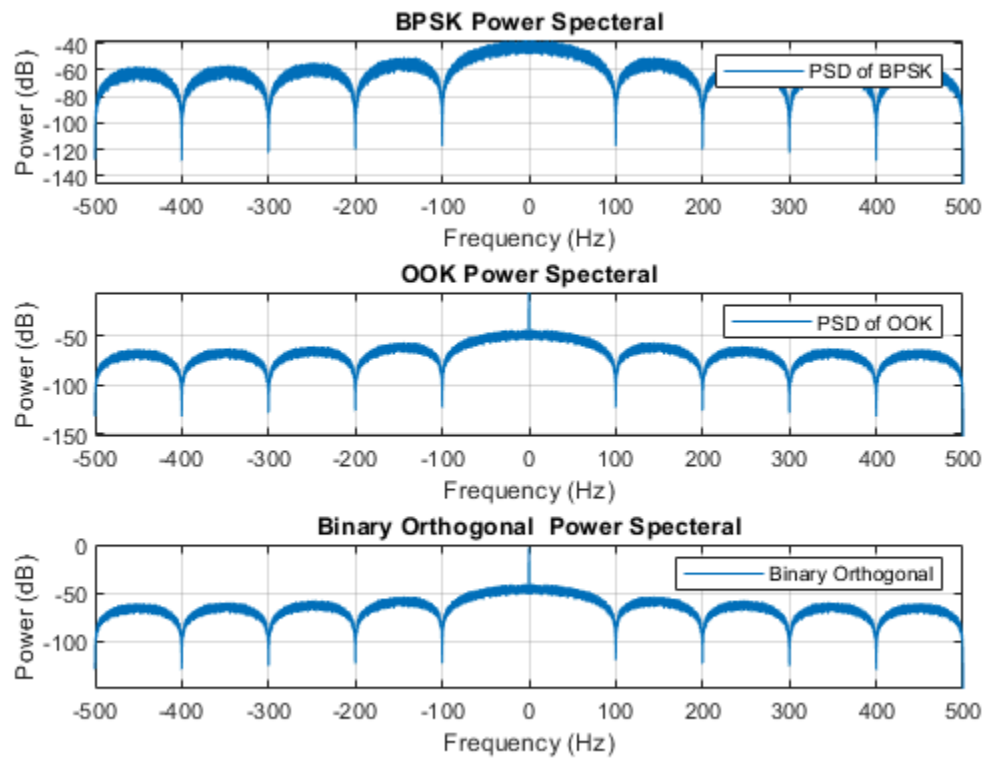 BPSK Power Specteral
Power (dB)
-40
-60
-80
-100
-120
-140
PSD of BPSK
-500 -400 -300 -200 -100 0 100 200 300 400 500
Frequency (Hz)
OOK Power Specteral
Power (dB)
-50
-100
-150
PSD of OOK
-500 -400 -300 -200 -100 0 100 200 300 400 500
Frequency (Hz)
Binary Orthogonal  Power Specteral
Power (dB)
0
-50
-100
Binary Orthogonal
-500 -400 -300 -200 -100 0 100 200 300 400 500
Frequency (Hz)